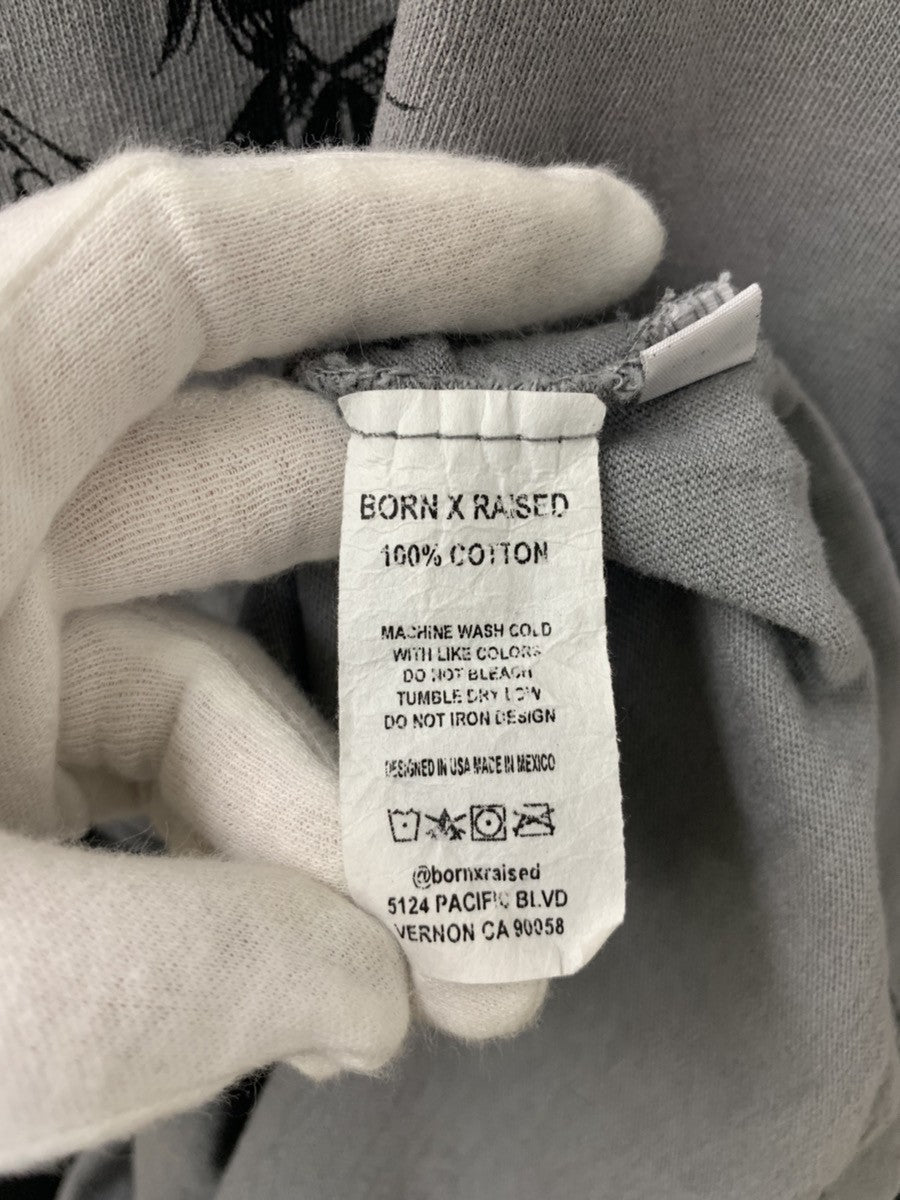 BORN X RAISED
100% COTTON
MACHINE WASH COLD
WITH LIKE COLORS
DO NOT BLEACH
TUMBLE DRY LOW
DO NOT IRON DESIGN
DESIGNED IN USA MADE IN MEXICO
@bornxraised
5124 PACIFIC BLVD
VERNON CA 90058